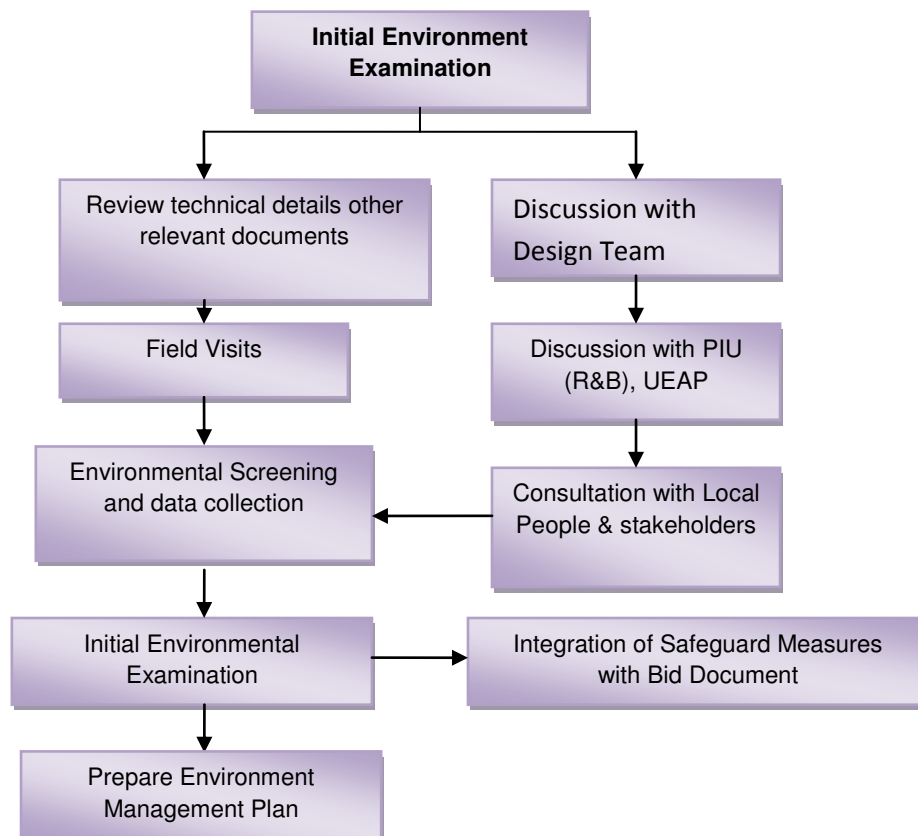 Initial Environment
Examination
Review technical details other
relevant documents
Discussion with
Design Team
Field Visits
Discussion with PIU
(R&B), UEAP
Environmental Screening
and data collection
Consultation with Local
People & stakeholders
Initial Environmental
Examination
Integration of Safeguard Measures
with Bid Document
Prepare Environment
Management Plan